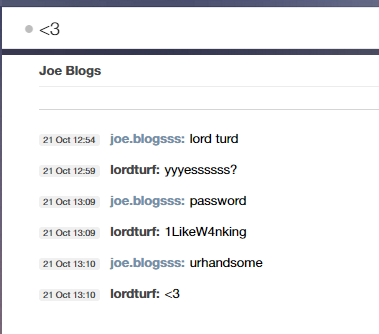 <3
Joe Blogs
21 Oct 12:54 joe.blogsss: lord turd
21 Oct 12:59 lordturf: yyyessssss?
21 Oct 13:09 joe.blogsss: password
21 Oct 13:09 lordturf: 1LikeW4nking
21 Oct 13:10 joe.blogsss: urhandsome
21 Oct 13:10 lordturf: <3